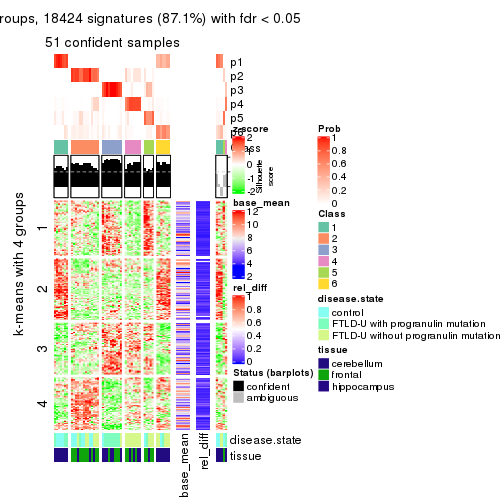 roups, 18424 signatures (87.1%) with fdr < 0.05
51 confident samples
p1
p2
p3
p4
p5
p6
Class
Silhouette
score
k-means with 4 groups
1
2
3
4
base_mean
rel_diff
disease.state
tissue
z-score
2
1
0
-1
-2
base_mean
12
10
8
6
4
2
rel_diff
1
0.8
0.6
0.4
0.2
0
Status (barplots)
confident
ambiguous
Prob
1
0.8
0.6
0.4
0.2
0
Class
1
2
3
4
5
6
disease.state
control
FTLD-U with progranulin mutation
FTLD-U without progranulin mutation
tissue
cerebellum
frontal
hippocampus